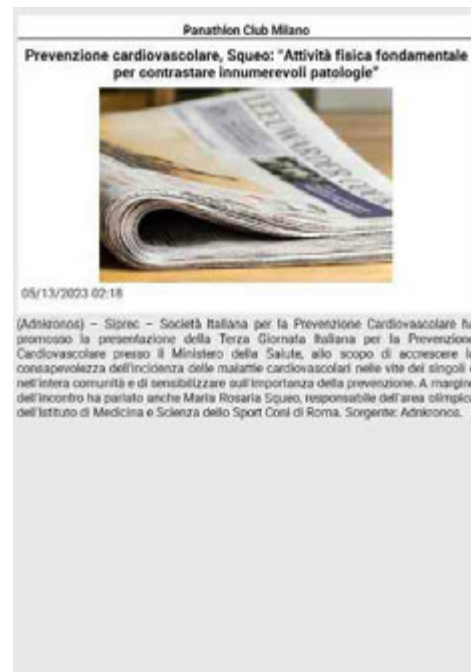 Panathlon Club Milano
Prevenzione cardiovascolare, Squeo: "Attività fisica fondamentale
per contrastare innumerevoli patologie"
LEEUWARDER COURA
05/13/2023 02:18
(Adnkronos) – Siprec – Società Italiana per la Prevenzione Cardiovascolare ha
promosso la presentazione della Terza Giornata Italiana per la Prevenzione
Cardiovascolare presso il Ministero della Salute, allo scopo di accrescere la
consapevolezza dell'incidenza delle malattie cardiovascolari nelle vite dei singoli e
nell'intera comunità e di sensibilizzare sull'importanza della prevenzione. A margine
dell'incontro ha parlato anche Maria Rosaria Squeo, responsabile dell'area olimpica
dell'Istituto di Medicina e Scienza dello Sport Coni di Roma. Sorgente: Adnkronos.